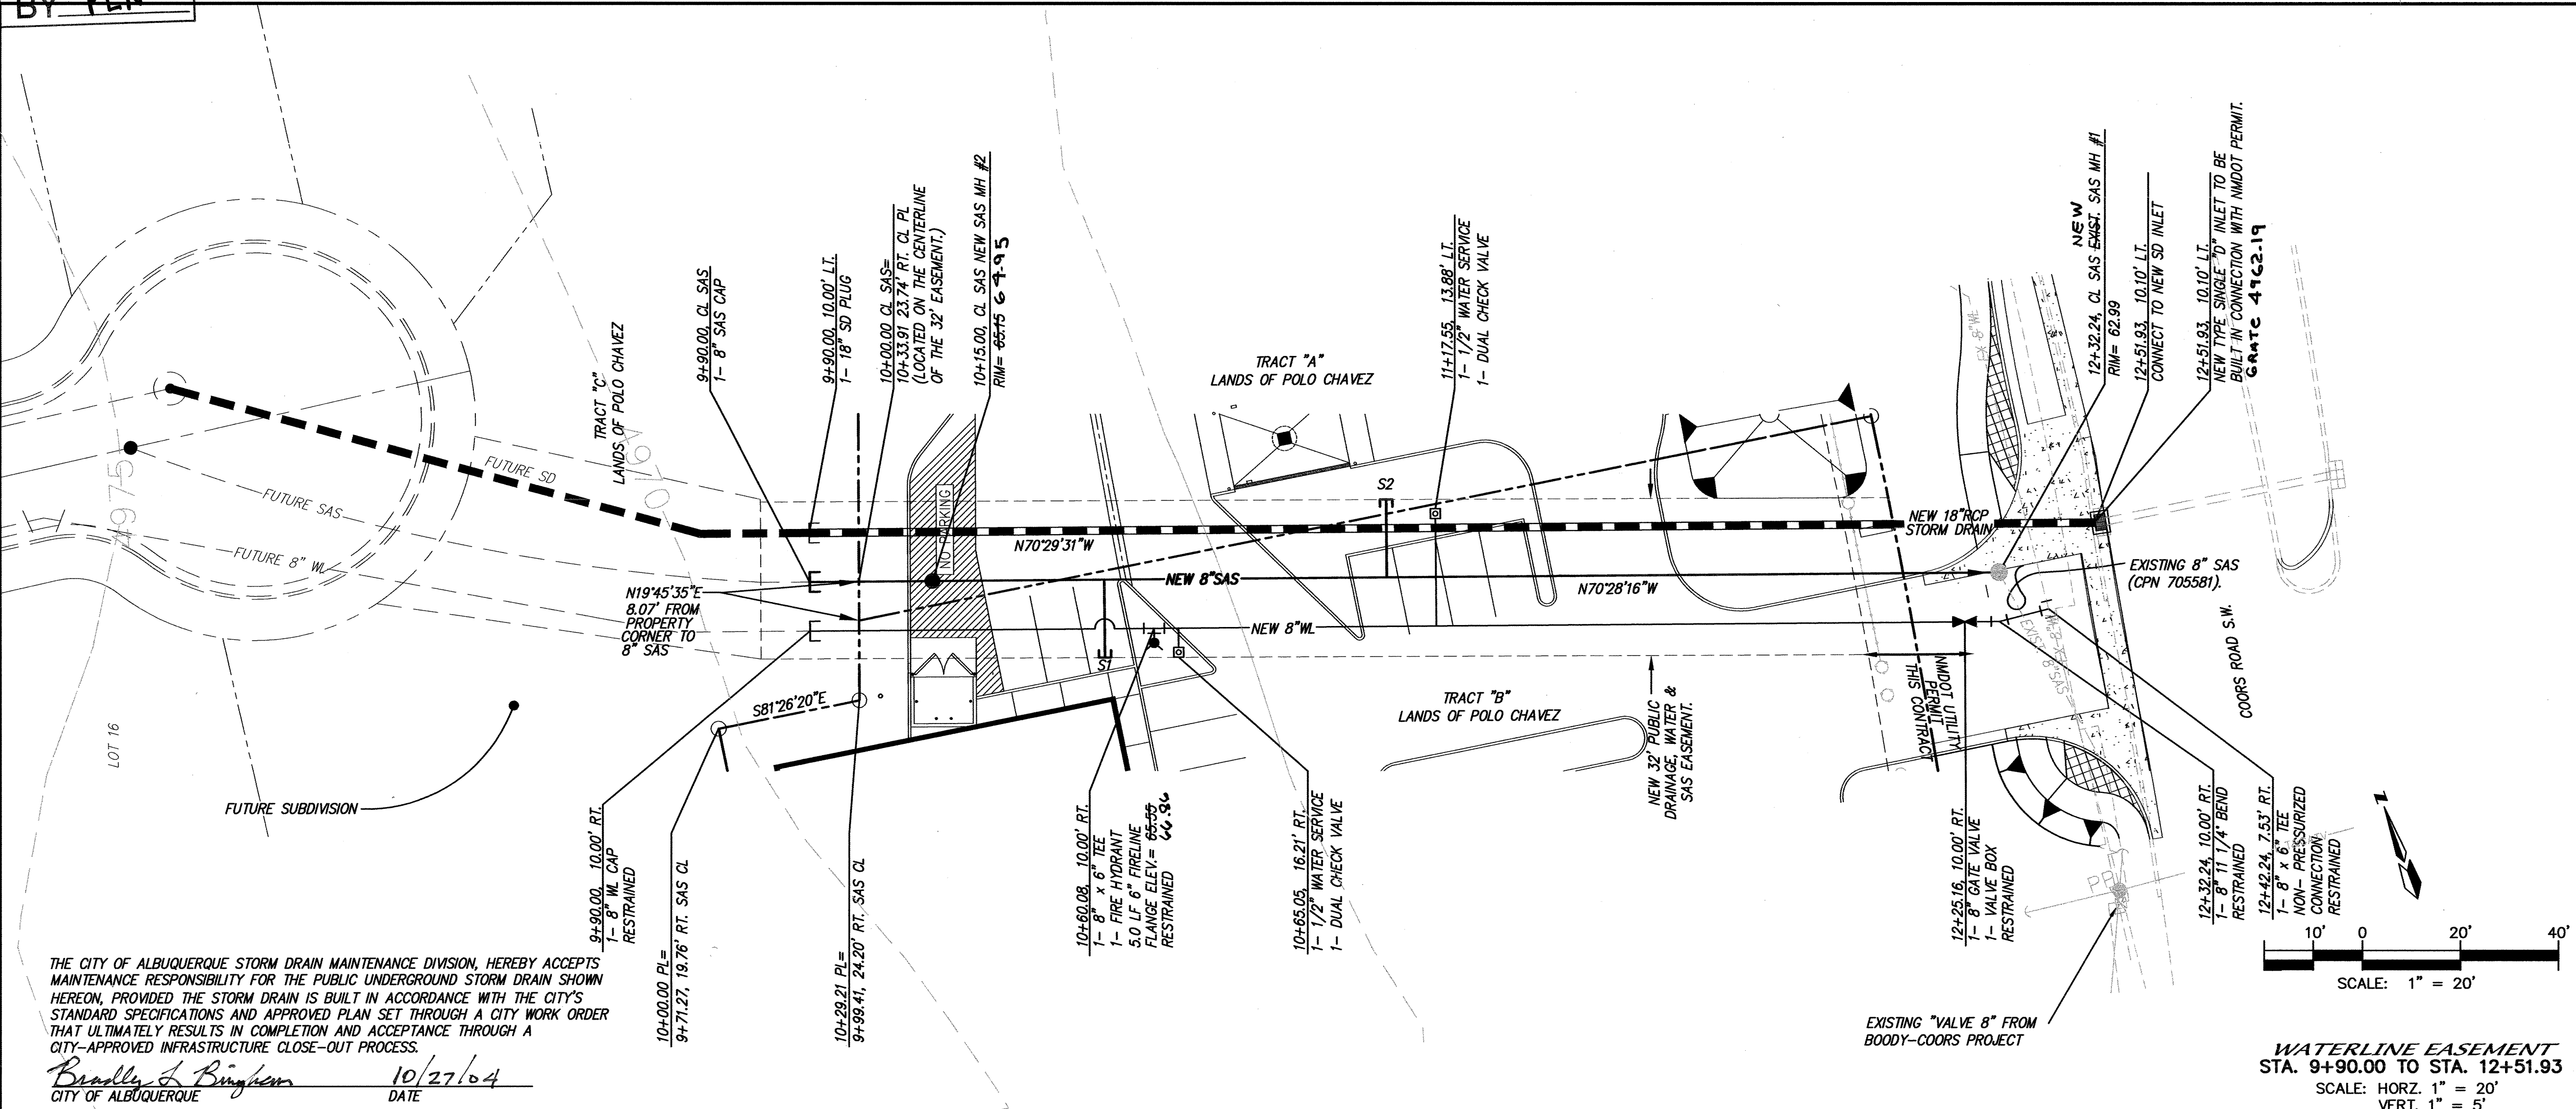 BY
4975
LOT 16
FUTURE SD
FUTURE SAS
FUTURE 8" WL
FUTURE SUBDIVISION
TRACT "C"
LANDS OF POLO CHAVEZ
4970
N19°45'35"E
8.07' FROM
PROPERTY
CORNER TO
8" SAS
9+90.00, CL SAS
1- 8" SAS CAP
9+90.00, 10.00' LT.
1- 18" SD PLUG
10+00.00 CL SAS=
10+33.91 23.74' RT. CL PL
(LOCATED ON THE CENTERLINE
OF THE 32' EASEMENT.)
10+15.00, CL SAS NEW SAS MH #2
RIM= 65.15 64.95
NO PARKING
N70°29'31"W
TRACT "A"
LANDS OF POLO CHAVEZ
11+17.55, 13.88' LT.
1- 1/2" WATER SERVICE
1- DUAL CHECK VALVE
S2
NEW 8"SAS
N70°28'16"W
NEW 8"WL
S1
S81°26'20"E
TRACT "B"
LANDS OF POLO CHAVEZ
NEW 32' PUBLIC
DRAINAGE, WATER &
SAS EASEMENT.
NEW 18"RCP
STORM DRAIN
NMDOT UTILITY
PERMIT
THIS CONTRACT
EX 8"WL
NEW
12+32.24, CL SAS EXIST. SAS MH #1
RIM= 62.99
12+51.93, 10.10' LT.
CONNECT TO NEW SD INLET
12+51.93, 10.10' LT.
NEW TYPE SINGLE "D" INLET TO BE
BUILT IN CONNECTION WITH NMDOT PERMIT.
GRATE 4962.19
EXISTING 8" SAS
(CPN 705581).
COORS ROAD S.W.
PP
9+90.00, 10.00' RT.
1- 8" WL CAP
RESTRAINED
10+00.00 PL=
9+71.27, 19.76' RT. SAS CL
10+29.21 PL=
9+99.41, 24.20' RT. SAS CL
10+60.08, 10.00' RT.
1- 8" x 6" TEE
1- FIRE HYDRANT
5.0 LF 6" FIRELINE
FLANGE ELEV.= 65.55 66.86
RESTRAINED
10+65.05, 16.21' RT.
1- 1/2" WATER SERVICE
1- DUAL CHECK VALVE
12+25.16, 10.00' RT.
1- 8" GATE VALVE
1- VALVE BOX
RESTRAINED
12+32.24, 10.00' RT.
1- 8" 11 1/4° BEND
RESTRAINED
12+42.24, 7.53' RT.
1- 8" x 6" TEE
NON- PRESSURIZED
CONNECTION
RESTRAINED
EXISTING "VALVE 8" FROM
BOODY-COORS PROJECT
10' 0 20' 40'
SCALE: 1" = 20'
THE CITY OF ALBUQUERQUE STORM DRAIN MAINTENANCE DIVISION, HEREBY ACCEPTS
MAINTENANCE RESPONSIBILITY FOR THE PUBLIC UNDERGROUND STORM DRAIN SHOWN
HEREON, PROVIDED THE STORM DRAIN IS BUILT IN ACCORDANCE WITH THE CITY'S
STANDARD SPECIFICATIONS AND APPROVED PLAN SET THROUGH A CITY WORK ORDER
THAT ULTIMATELY RESULTS IN COMPLETION AND ACCEPTANCE THROUGH A
CITY-APPROVED INFRASTRUCTURE CLOSE-OUT PROCESS.
Bradley L Bingham 10/27/04
CITY OF ALBUQUERQUE DATE
WATERLINE EASEMENT
STA. 9+90.00 TO STA. 12+51.93
SCALE: HORZ. 1" = 20'
VERT. 1" = 5'